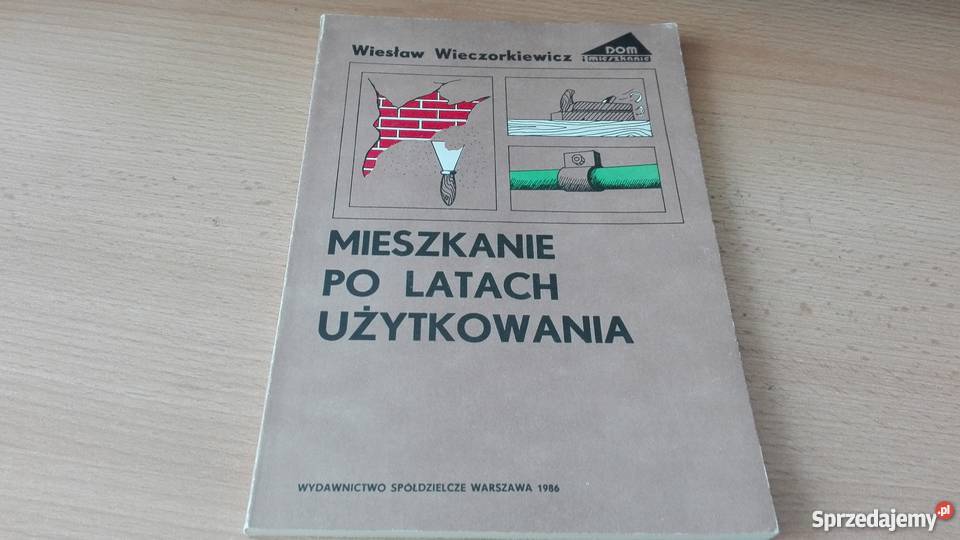 Wiesław Wieczorkiewicz
DOM
i mieszkanie
MIESZKANIE
PO LATACH
UŻYTKOWANIA
WYDAWNICTWO SPÓŁDZIELCZE WARSZAWA 1986
Sprzedajemy.pl